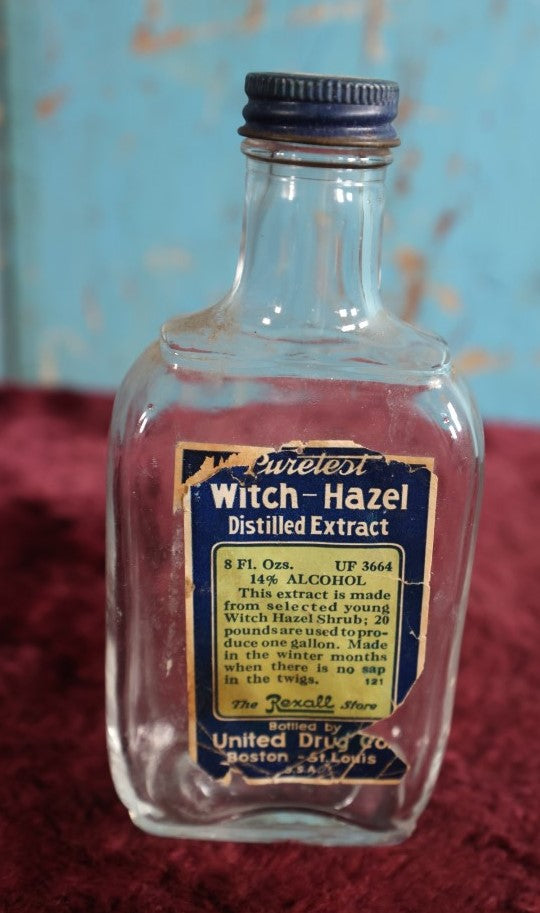 Puretest
Witch-Hazel
Distilled Extract
8 Fl. Ozs. UF 3664
14% ALCOHOL
This extract is made
from selected young
Witch Hazel Shrub; 20
pounds are used to pro-
duce one gallon. Made
in the winter months
when there is no sap
in the twigs. 121
The Rexall Store
Bottled by
United Drug Co
Boston - St. Louis
U.S.A.